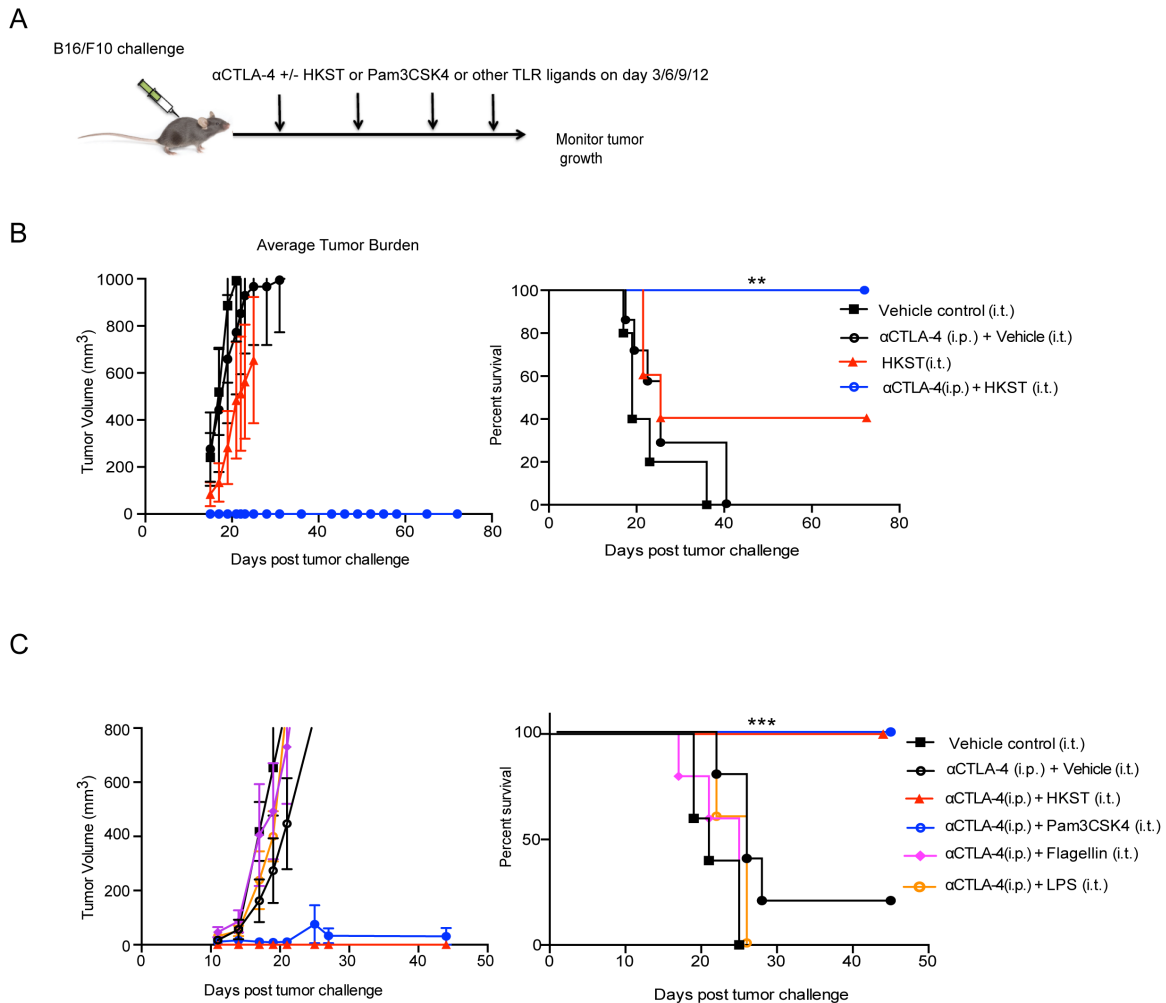 A
B16/F10 challenge
αCTLA-4 +/- HKST or Pam3CSK4 or other TLR ligands on day 3/6/9/12
Monitor tumor
growth
B
Average Tumor Burden
Tumor Volume (mm3)
1000
800
600
400
200
0
0
20
40
60
80
Days post tumor challenge
Percent survival
100
80
60
40
20
0
0
20
40
60
80
Days post tumor challenge
**
Vehicle control (i.t.)
αCTLA-4 (i.p.) + Vehicle (i.t.)
HKST(i.t.)
αCTLA-4(i.p.) + HKST (i.t.)
C
Tumor Volume (mm3)
800
600
400
200
0
0
10
20
30
40
50
Days post tumor challenge
Percent survival
100
50
0
0
10
20
30
40
50
Days post tumor challenge
***
Vehicle control (i.t.)
αCTLA-4 (i.p.) + Vehicle (i.t.)
αCTLA-4(i.p.) + HKST (i.t.)
αCTLA-4(i.p.) + Pam3CSK4 (i.t.)
αCTLA-4(i.p.) + Flagellin (i.t.)
αCTLA-4(i.p.) + LPS (i.t.)